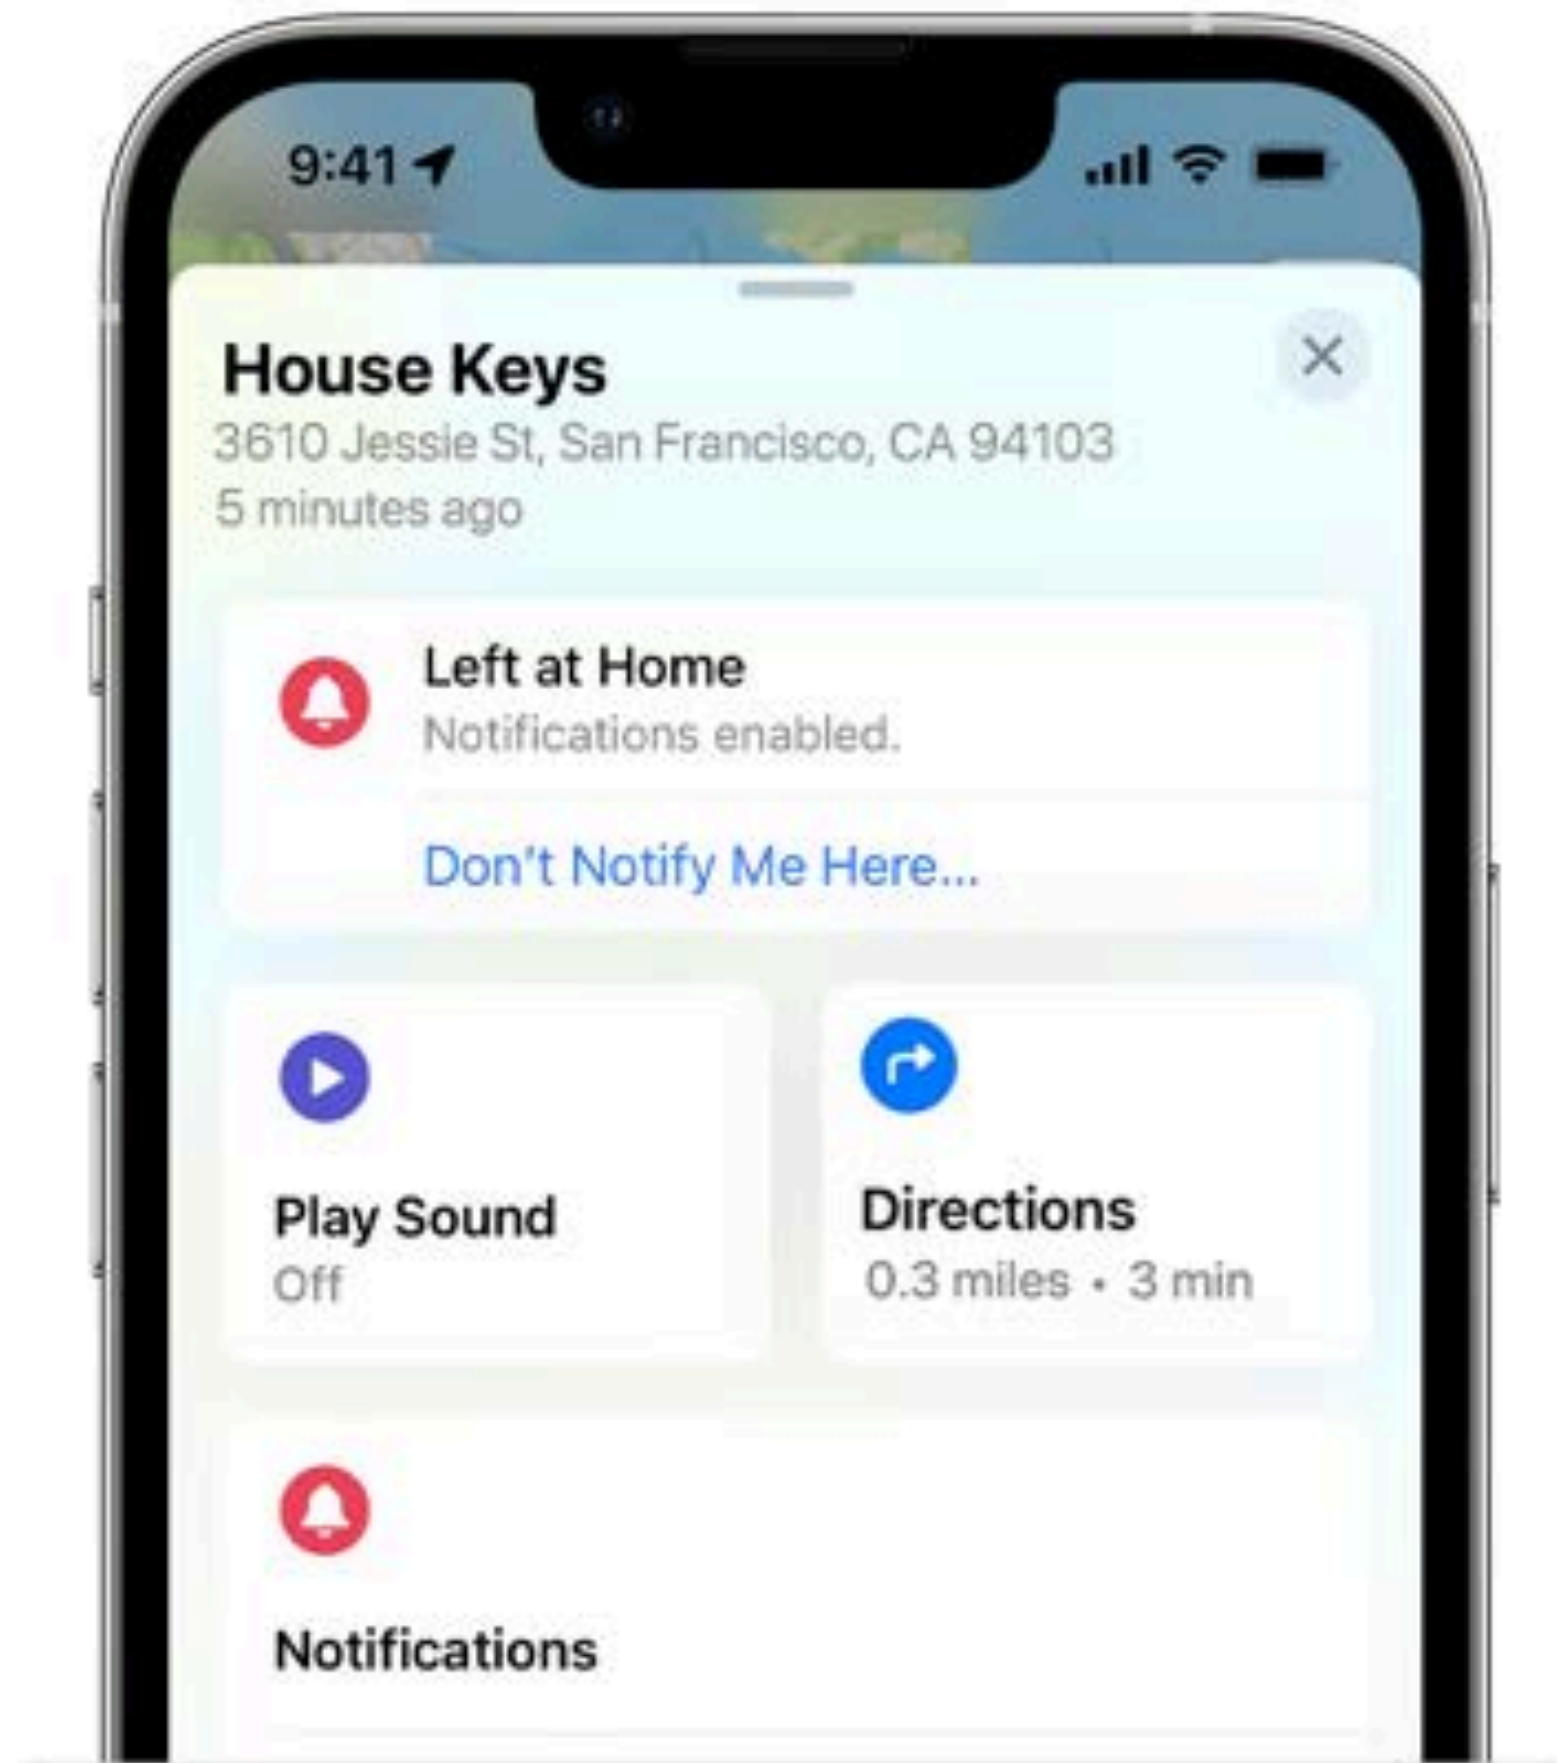 9:41
House Keys
3610 Jessie St, San Francisco, CA 94103
5 minutes ago
Left at Home
Notifications enabled.
Don't Notify Me Here...
Play Sound
Off
Directions
0.3 miles • 3 min
Notifications